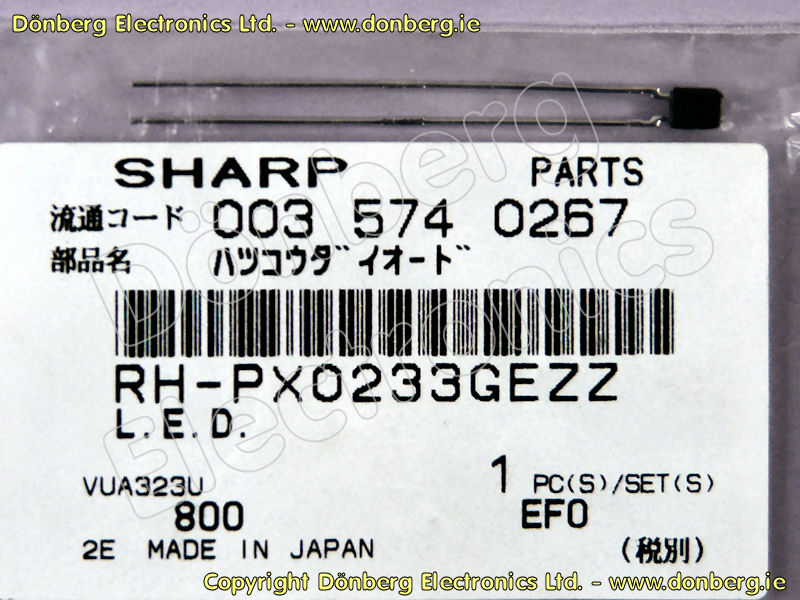 Dönberg Electronics Ltd. - www.donberg.ie
SHARP PARTS
流通コード 003 574 0267
部品名 ハツコウダイオード
RH-PX0233GEZZ
L.E.D.
VUA323U 1 PC(S)/SET(S)
800 EF0
2E MADE IN JAPAN (税別)
Dönberg Electronics
Copyright Dönberg Electronics Ltd. - www.donberg.ie